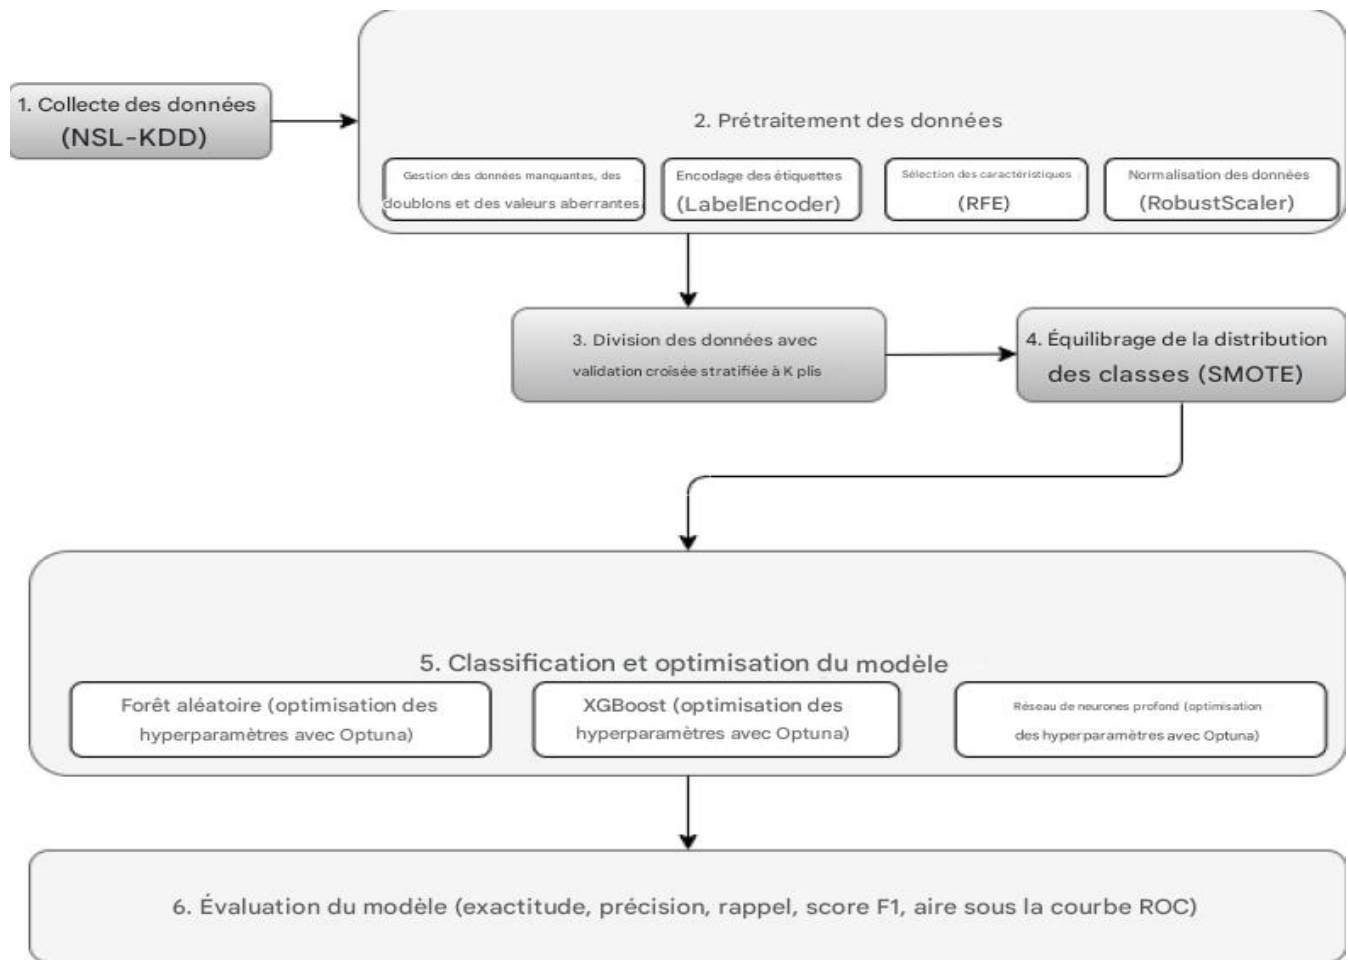 1. Collecte des données
(NSL-KDD)
2. Prétraitement des données
Gestion des données manquantes, des
doublons et des valeurs aberrantes.
Encodage des étiquettes
(LabelEncoder)
Sélection des caractéristiques
(RFE)
Normalisation des données
(RobustScaler)
3. Division des données avec
validation croisée stratifiée à K plis
4. Équilibrage de la distribution
des classes (SMOTE)
5. Classification et optimisation du modèle
Forêt aléatoire (optimisation des
hyperparamètres avec Optuna)
XGBoost (optimisation des
hyperparamètres avec Optuna)
Réseau de neurones profond (optimisation
des hyperparamètres avec Optuna)
6. Évaluation du modèle (exactitude, précision, rappel, score F1, aire sous la courbe ROC)